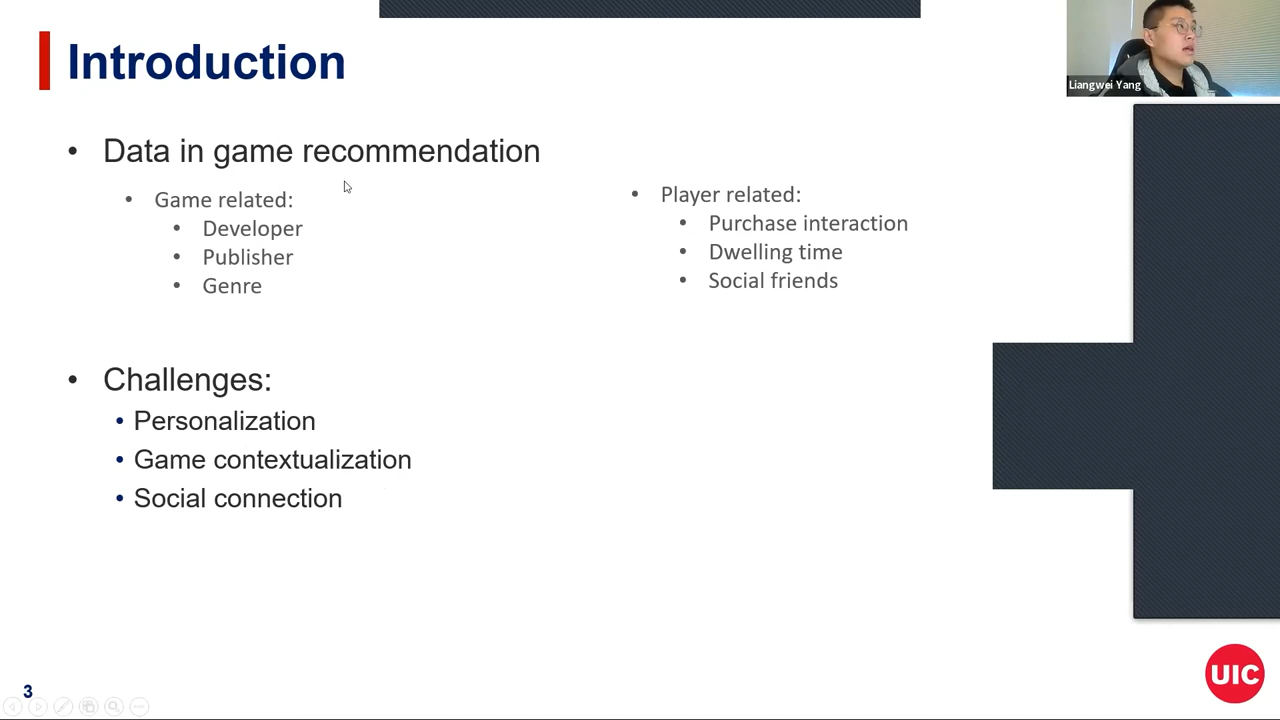 Introduction
Liangwei Yang
• Data in game recommendation
• Game related:
• Developer
• Publisher
• Genre
• Player related:
• Purchase interaction
• Dwelling time
• Social friends
• Challenges:
• Personalization
• Game contextualization
• Social connection
3
UIC